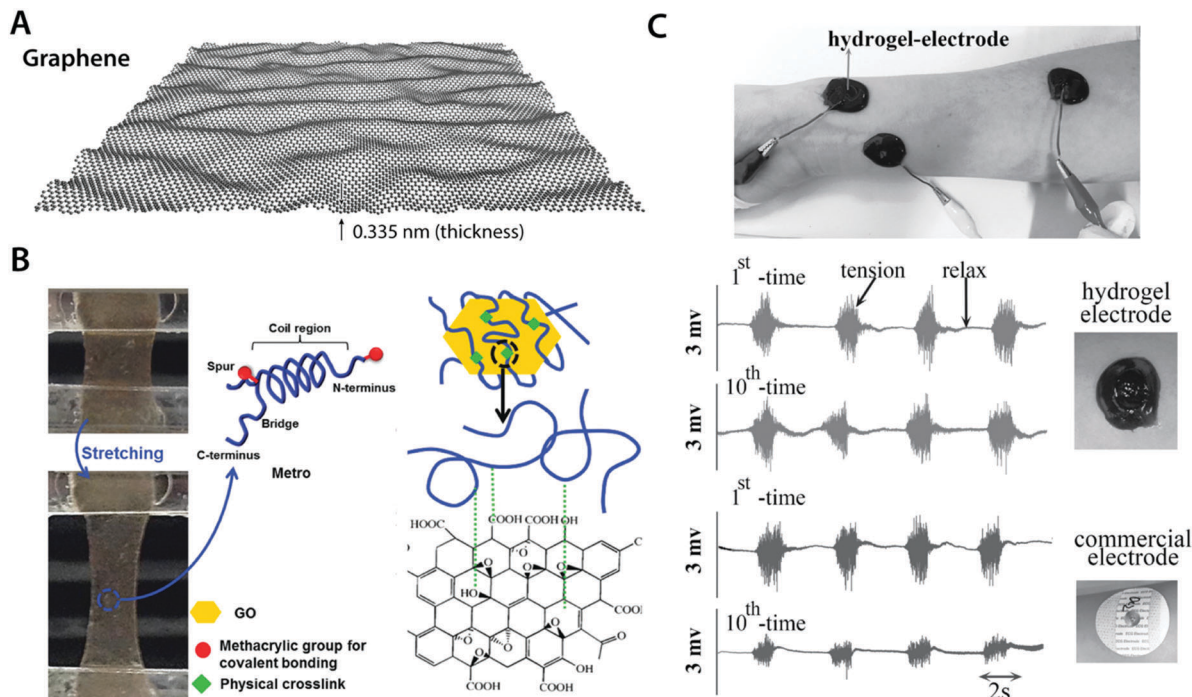 A
Graphene
0.335 nm (thickness)
B
Stretching
Coil region
Spur
N-terminus
Bridge
C-terminus
Metro
GO
Methacrylic group for
covalent bonding
Physical crosslink
HOOC
COOH
COOH
OH
C
HO
O
O
O
O
O
O
O
COOI
OH
COOH
COOH
C
hydrogel-electrode
1st-time
tension
relax
3 mv
hydrogel
electrode
10th-time
3 mv
1st-time
3 mv
commercial
electrode
10th-time
3 mv
2s